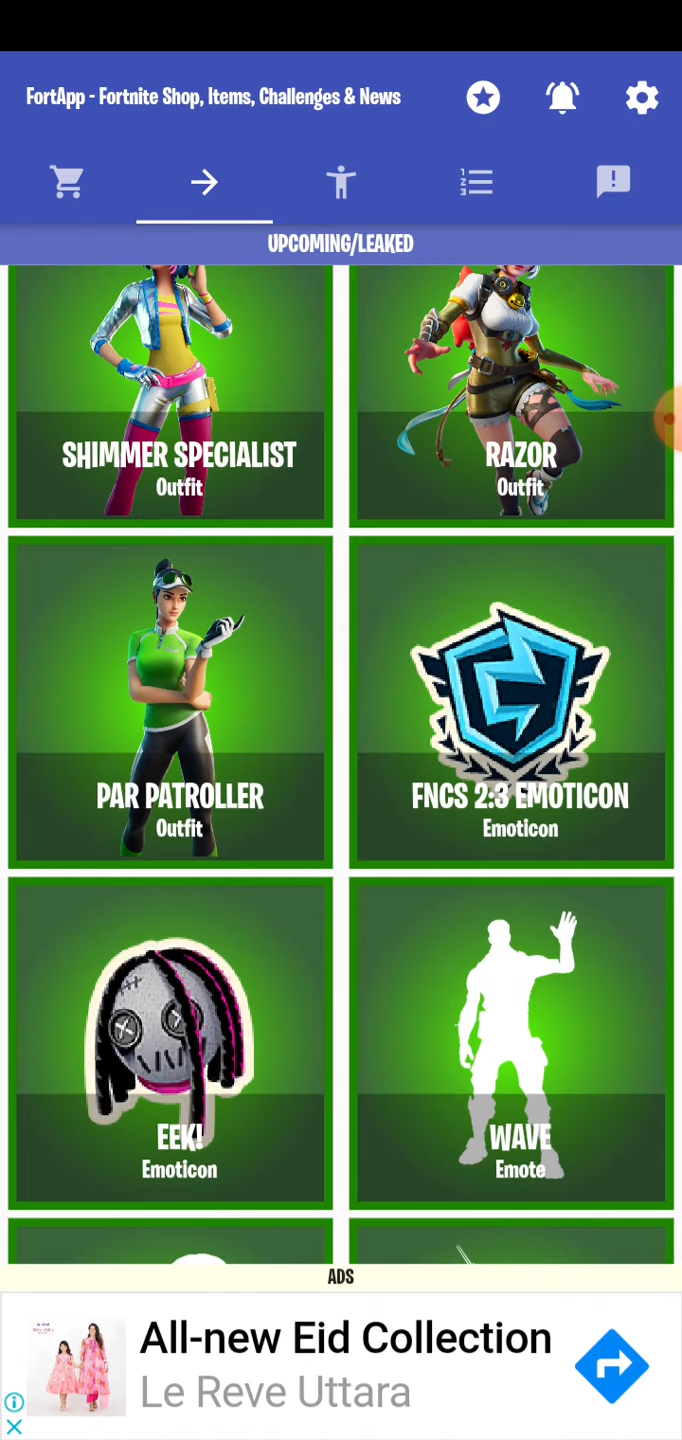 FortApp - Fortnite Shop, Items, Challenges & News
UPCOMING/LEAKED
SHIMMER SPECIALIST
Outfit
RAZOR
Outfit
PAR PATROLLER
Outfit
FNCS 2:3 EMOTICON
Emoticon
EEK!
Emoticon
WAVE
Emote
ADS
All-new Eid Collection
Le Reve Uttara